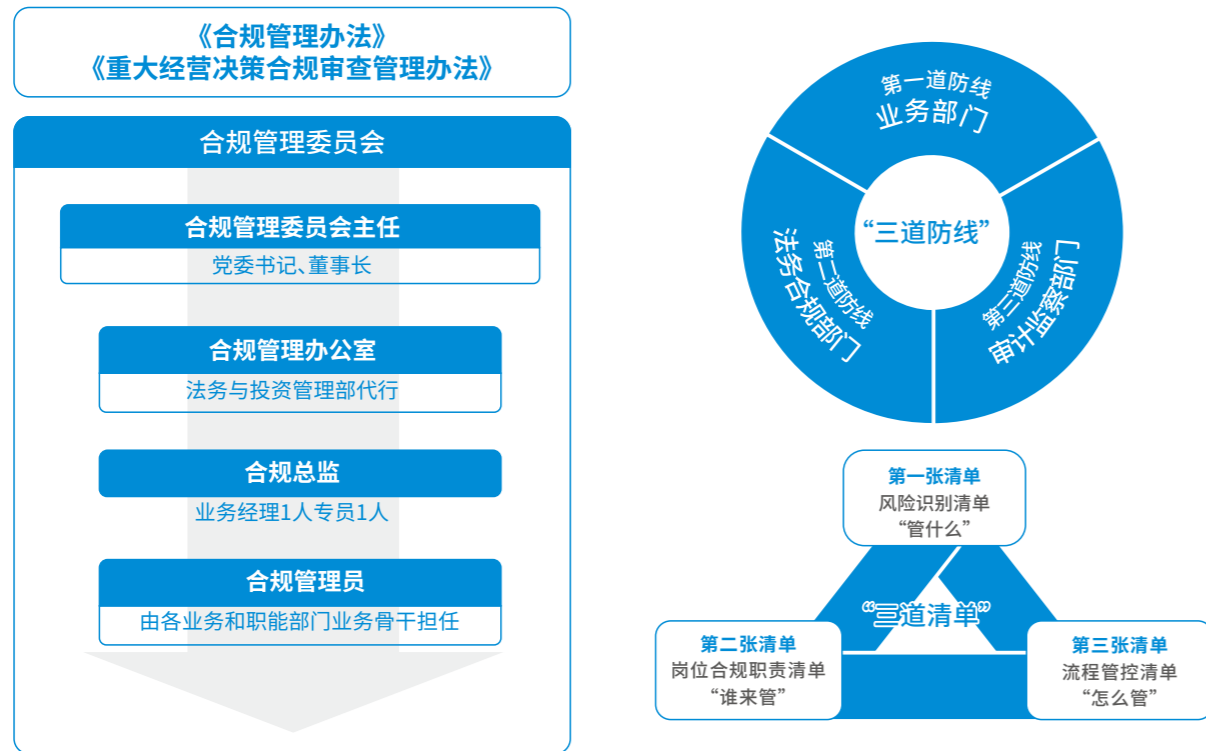 《合规管理办法》
《重大经营决策合规审查管理办法》
合规管理委员会
合规管理委员会主任
党委书记、董事长
合规管理办公室
法务与投资管理部代行
合规总监
业务经理1人专员1人
合规管理员
由各业务和职能部门业务骨干担任
第一道防线
业务部门
“三道防线”
第二道防线
法务合规部门
第三道防线
审计监察部门
第一张清单
风险识别清单
“管什么”
“三道清单”
第二张清单
岗位合规职责清单
“谁来管”
第三张清单
流程管控清单
“怎么管”